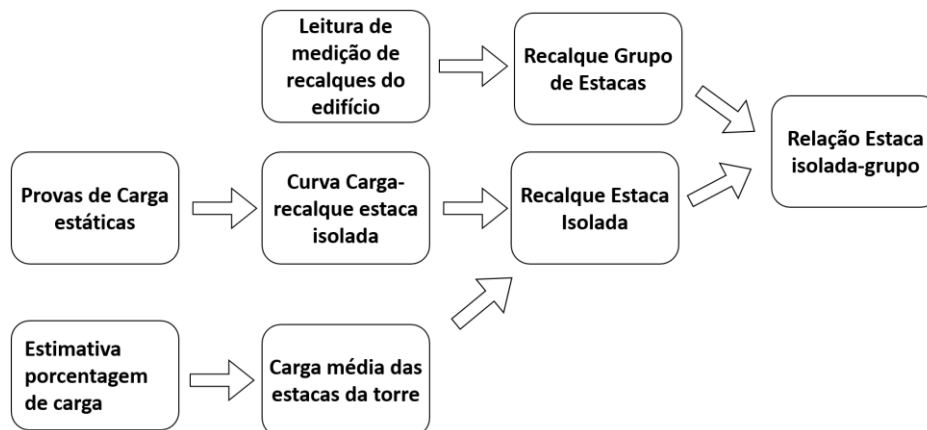 Leitura de
medição de
recalques do
edifício
Recalque Grupo
de Estacas
Relação Estaca
isolada-grupo
Provas de Carga
estáticas
Curva Carga-
recalque estaca
isolada
Recalque Estaca
Isolada
Estimativa
porcentagem
de carga
Carga média das
estacas da torre